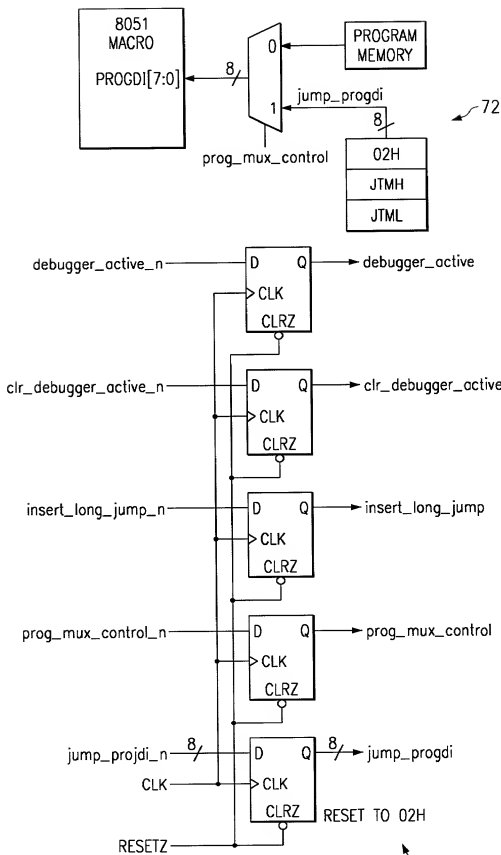 8051
MACRO
PROGDI[7:0]
8
0
1
PROGRAM
MEMORY
jump_progdi
8
72
prog_mux_control
02H
JTMH
JTML
debugger_active_n
D Q
debugger_active
CLK
CLRZ
clr_debugger_active_n
D Q
clr_debugger_active
CLK
CLRZ
insert_long_jump_n
D Q
insert_long_jump
CLK
CLRZ
prog_mux_control_n
D Q
prog_mux_control
CLK
CLRZ
jump_projdi_n
8
D Q
8
jump_progdi
CLK
CLK
CLRZ
RESET TO 02H
RESETZ